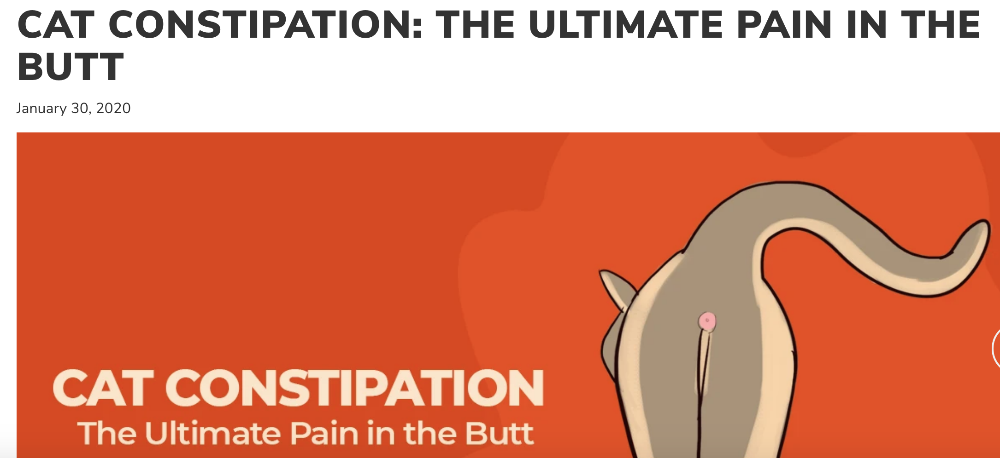 CAT CONSTIPATION: THE ULTIMATE PAIN IN THE
BUTT
January 30, 2020
CAT CONSTIPATION
The Ultimate Pain in the Butt